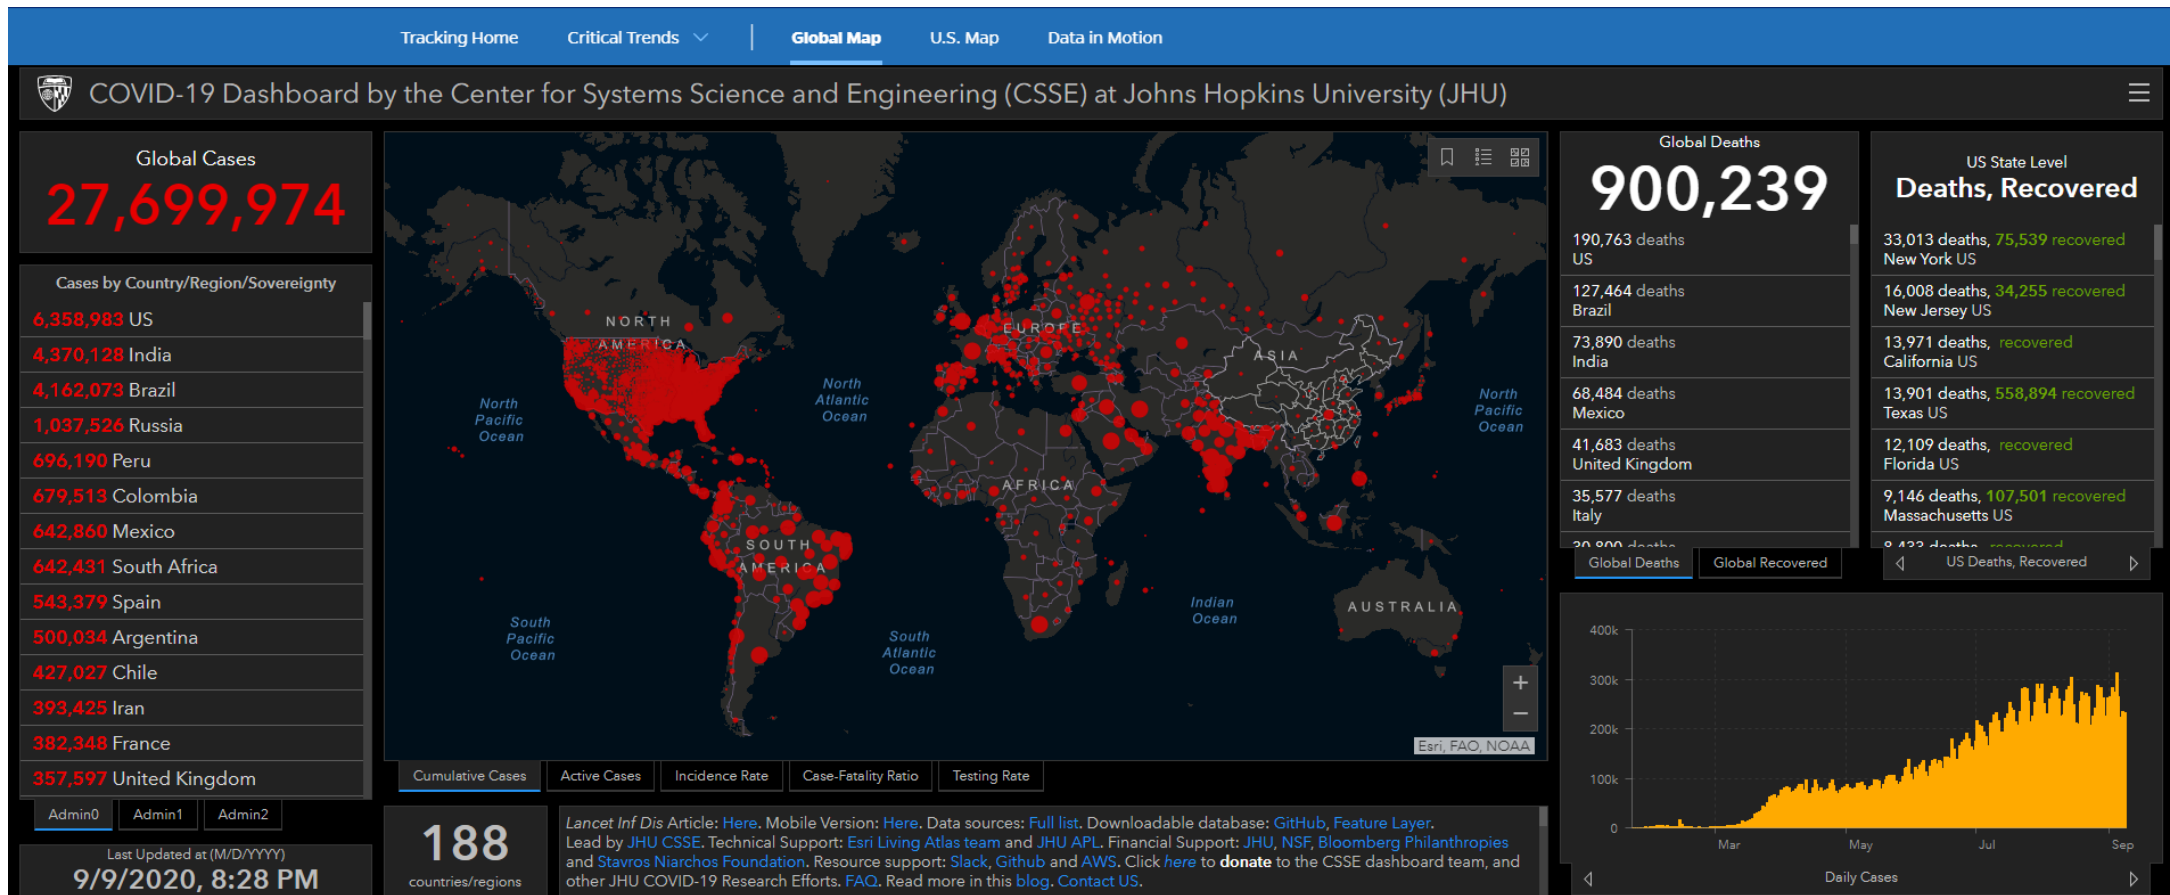 Tracking Home Critical Trends Global Map U.S. Map Data in Motion
COVID-19 Dashboard by the Center for Systems Science and Engineering (CSSE) at Johns Hopkins University (JHU)
Global Cases
27,699,974
Cases by Country/Region/Sovereignty
6,358,983 US
4,370,128 India
4,162,073 Brazil
1,037,526 Russia
696,190 Peru
679,513 Colombia
642,860 Mexico
642,431 South Africa
543,379 Spain
500,034 Argentina
427,027 Chile
393,425 Iran
382,348 France
357,597 United Kingdom
Admin0 Admin1 Admin2
Last Updated at (M/D/YYYY)
9/9/2020, 8:28 PM
NORTH
AMERICA
EUROPE
ASIA
North
Atlantic
Ocean
North
Pacific
Ocean
North
Pacific
Ocean
AFRICA
SOUTH
AMERICA
Indian
Ocean
AUSTRALIA
South
Pacific
Ocean
South
Atlantic
Ocean
+
−
Esri, FAO, NOAA
Cumulative Cases Active Cases Incidence Rate Case-Fatality Ratio Testing Rate
188
countries/regions
Lancet Inf Dis Article: Here. Mobile Version: Here. Data sources: Full list. Downloadable database: GitHub, Feature Layer.
Lead by JHU CSSE. Technical Support: Esri Living Atlas team and JHU APL. Financial Support: JHU, NSF, Bloomberg Philanthropies
and Stavros Niarchos Foundation. Resource support: Slack, Github and AWS. Click here to donate to the CSSE dashboard team, and
other JHU COVID-19 Research Efforts. FAQ. Read more in this blog. Contact US.
Global Deaths
900,239
190,763 deaths
US
127,464 deaths
Brazil
73,890 deaths
India
68,484 deaths
Mexico
41,683 deaths
United Kingdom
35,577 deaths
Italy
30,800 deaths
Global Deaths Global Recovered
US State Level
Deaths, Recovered
33,013 deaths, 75,539 recovered
New York US
16,008 deaths, 34,255 recovered
New Jersey US
13,971 deaths, recovered
California US
13,901 deaths, 558,894 recovered
Texas US
12,109 deaths, recovered
Florida US
9,146 deaths, 107,501 recovered
Massachusetts US
8,433 deaths, recovered
US Deaths, Recovered
400k
300k
200k
100k
0
Mar May Jul Sep
Daily Cases